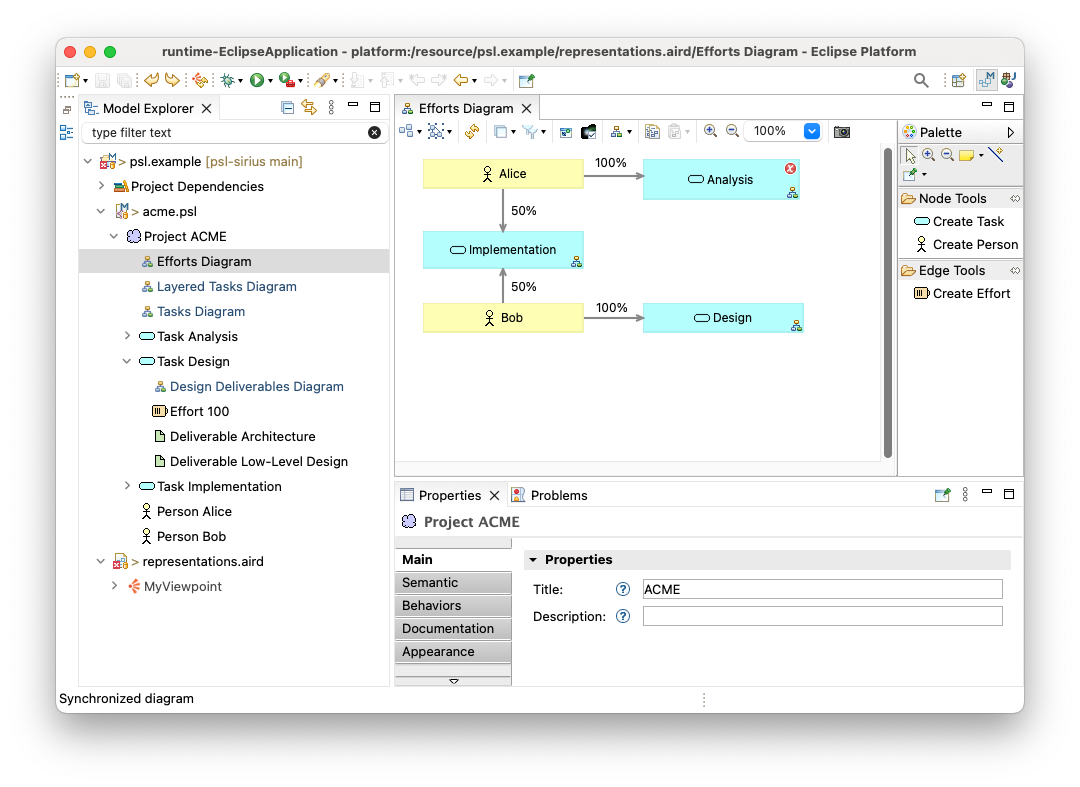 runtime-EclipseApplication - platform:/resource/psl.example/representations.aird/Efforts Diagram - Eclipse Platform
Model Explorer
type filter text
> psl.example [psl-sirius main]
Project Dependencies
> acme.psl
Project ACME
Efforts Diagram
Layered Tasks Diagram
Tasks Diagram
Task Analysis
Task Design
Design Deliverables Diagram
Effort 100
Deliverable Architecture
Deliverable Low-Level Design
Task Implementation
Person Alice
Person Bob
> representations.aird
MyViewpoint
Efforts Diagram
100%
Alice
100%
Analysis
50%
Implementation
50%
Bob
100%
Design
Palette
Node Tools
Create Task
Create Person
Edge Tools
Create Effort
Properties
Problems
Project ACME
Main
Semantic
Behaviors
Documentation
Appearance
Properties
Title:
ACME
Description:
Synchronized diagram